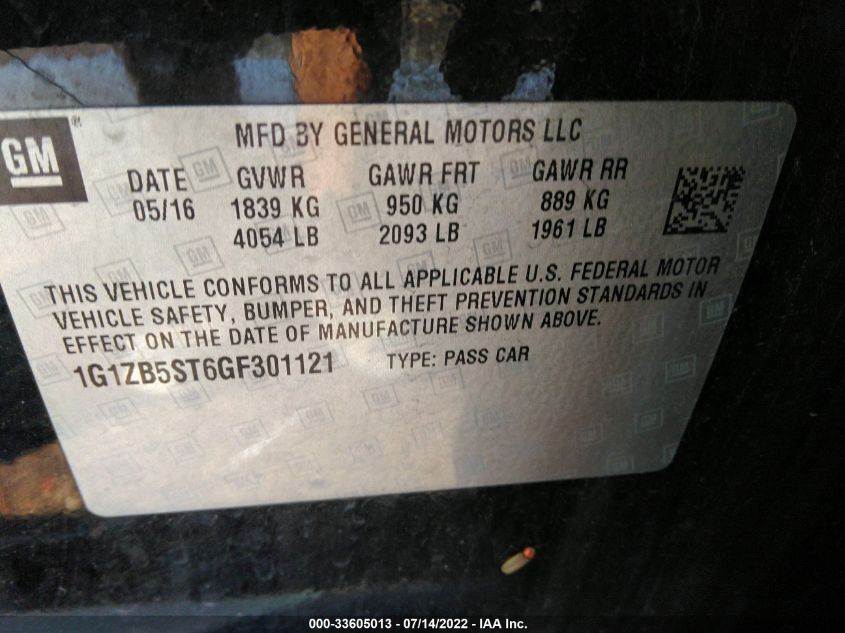 GM®
MFD BY GENERAL MOTORS LLC
DATE GVWR GAWR FRT GAWR RR
05/16 1839 KG 950 KG 889 KG
4054 LB 2093 LB 1961 LB
THIS VEHICLE CONFORMS TO ALL APPLICABLE U.S. FEDERAL MOTOR
VEHICLE SAFETY, BUMPER, AND THEFT PREVENTION STANDARDS IN
EFFECT ON THE DATE OF MANUFACTURE SHOWN ABOVE.
1G1ZB5ST6GF301121 TYPE: PASS CAR
000-33605013 - 07/14/2022 - IAA Inc.